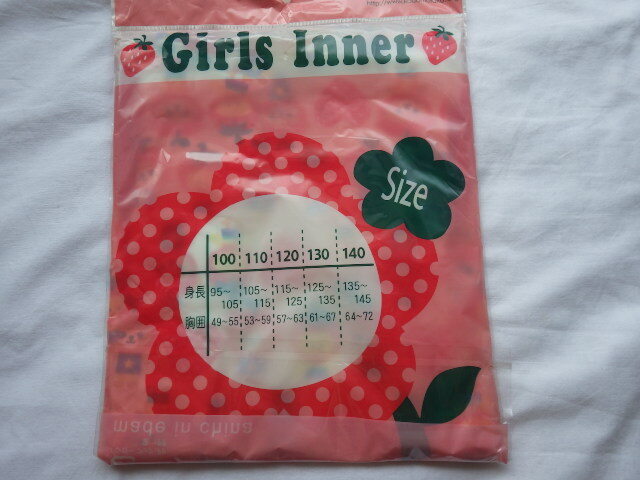 Girls Inner
Size
100 110 120 130 140
身長 95~105 105~115 115~125 125~135 135~145
胸囲 49~55 53~59 57~63 61~67 64~72
made in china